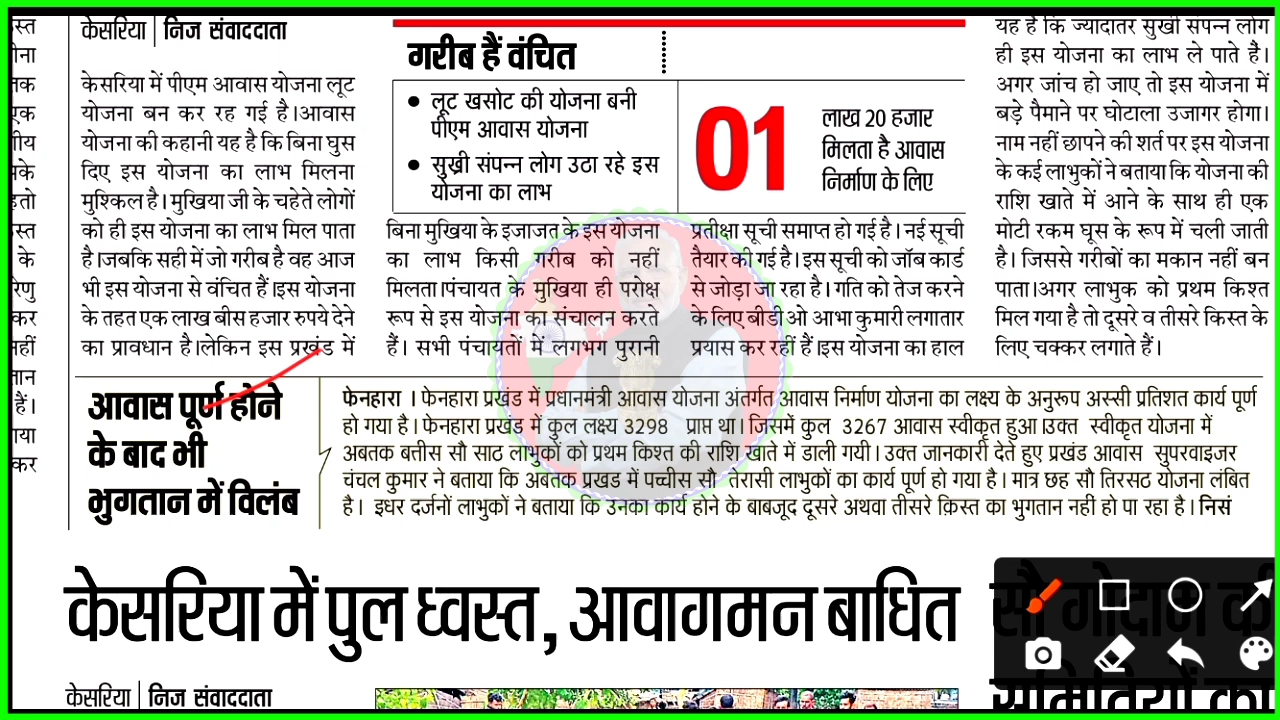 केसरिया | निज संवाददाता
केसरिया में पीएम आवास योजना लूट
योजना बन कर रह गई है।आवास
योजना की कहानी यह है कि बिना घुस
दिए इस योजना का लाभ मिलना
मुश्किल है। मुखिया जी के चहेते लोगों
को ही इस योजना का लाभ मिल पाता
है।जबकि सही में जो गरीब है वह आज
भी इस योजना से वंचित हैं।इस योजना
के तहत एक लाख बीस हजार रुपये देने
का प्रावधान है।लेकिन इस प्रखंड में
गरीब हैं वंचित
● लूट खसोट की योजना बनी
पीएम आवास योजना
● सुखी संपन्न लोग उठा रहे इस
योजना का लाभ
01
लाख 20 हजार
मिलता है आवास
निर्माण के लिए
बिना मुखिया के इजाजत के इस योजना
का लाभ किसी गरीब को नहीं
मिलता।पंचायत के मुखिया ही परोक्ष
रूप से इस योजना का संचालन करते
हैं। सभी पंचायतों में लगभग पुरानी
प्रतीक्षा सूची समाप्त हो गई है। नई सूची
तैयार की गई है। इस सूची को जॉब कार्ड
से जोड़ा जा रहा है। गति को तेज करने
के लिए बीडीओ आभा कुमारी लगातार
प्रयास कर रहीं हैं।इस योजना का हाल
यह है कि ज्यादातर सुखी संपन्न लोग
ही इस योजना का लाभ ले पाते हैं।
अगर जांच हो जाए तो इस योजना में
बड़े पैमाने पर घोटाला उजागर होगा।
नाम नहीं छापने की शर्त पर इस योजना
के कई लाभुकों ने बताया कि योजना की
राशि खाते में आने के साथ ही एक
मोटी रकम घूस के रूप में चली जाती
है। जिससे गरीबों का मकान नहीं बन
पाता।अगर लाभुक को प्रथम किश्त
मिल गया है तो दूसरे व तीसरे किस्त के
लिए चक्कर लगाते हैं।
आवास पूर्ण होने
के बाद भी
भुगतान में विलंब
फेनहारा । फेनहारा प्रखंड में प्रधानमंत्री आवास योजना अंतर्गत आवास निर्माण योजना का लक्ष्य के अनुरूप अस्सी प्रतिशत कार्य पूर्ण
हो गया है। फेनहारा प्रखंड में कुल लक्ष्य 3298 प्राप्त था। जिसमें कुल 3267 आवास स्वीकृत हुआ।उक्त स्वीकृत योजना में
अबतक बत्तीस सौ साठ लाभुकों को प्रथम किश्त की राशि खाते में डाली गयी। उक्त जानकारी देते हुए प्रखंड आवास सुपरवाइजर
चंचल कुमार ने बताया कि अबतक प्रखड में पच्चीस सौ तेरासी लाभुकों का कार्य पूर्ण हो गया है। मात्र छह सौ तिरसठ योजना लंबित
है। इधर दर्जनों लाभुकों ने बताया कि उनका कार्य होने के बाबजूद दूसरे अथवा तीसरे क़िस्त का भुगतान नही हो पा रहा है। निसं
केसरिया में पुल ध्वस्त, आवागमन बाधित
केसरिया | निज संवाददाता